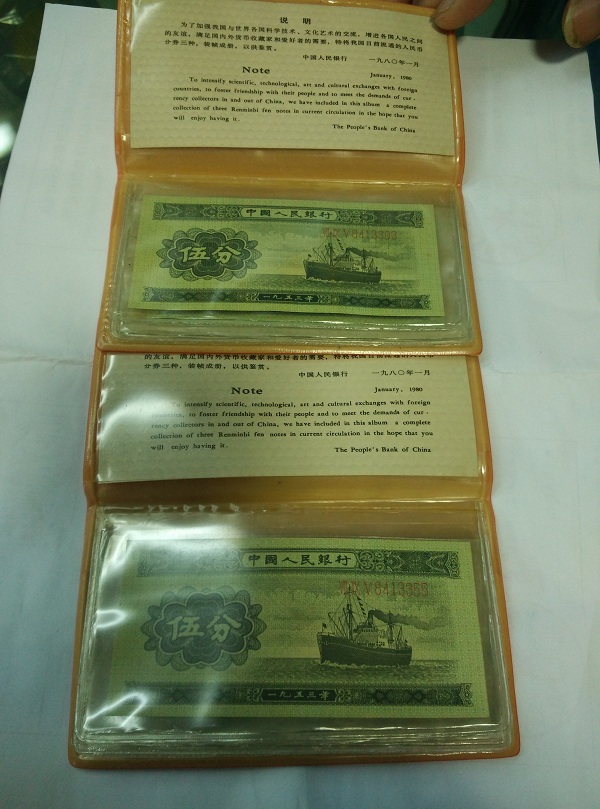 说明
为了加强我国与世界各国科学技术、文化艺术的交流，增进各国人民之间
的友谊，满足国内外货币收藏家和爱好者的需要，特将我国目前流通的人民币
分券三种，装帧成册，以供鉴赏。
中国人民银行 一九八〇年一月
Note January, 1980
To intensify scientific, technological, art and cultural exchanges with foreign
countries, to foster friendship with their people and to meet the demands of cur-
rency collectors in and out of China, we have included in this album a complete
collection of three Renminbi fen notes in current circulation in the hope that you
will enjoy having it.
The People's Bank of China
中國人民銀行
伍分
一九五三年
的友谊，满足国内外货币收藏家和爱好者的需要，特将我国目前流通的人民币
分券三种，装帧成册，以供鉴赏。
中国人民银行 一九八〇年一月
Note January, 1980
To intensify scientific, technological, art and cultural exchanges with foreign
to foster friendship with their people and to meet the demands of cur-
rency collectors in and out of China, we have included in this album a complete
collection of three Renminbi fen notes in current circulation in the hope that you
will enjoy having it.
The People's Bank of China
中國人民銀行
伍分
一九五三年